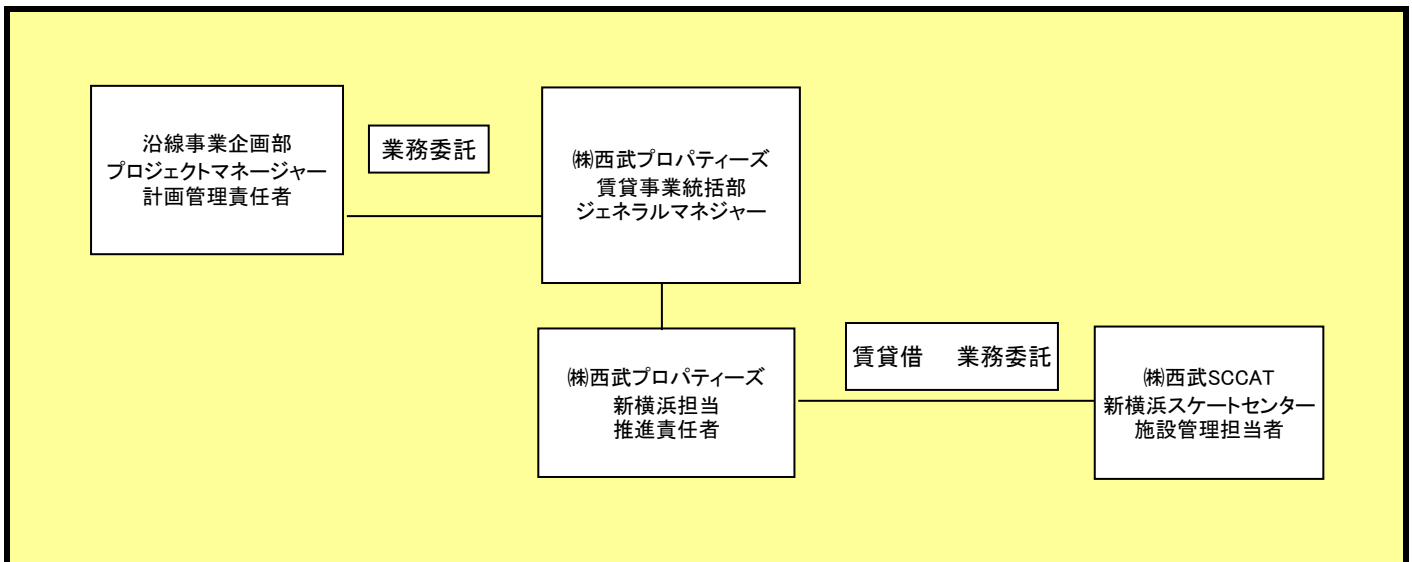 沿線事業企画部
プロジェクトマネージャー
計画管理責任者
業務委託
㈱西武プロパティーズ
賃貸事業統括部
ジェネラルマネジャー
㈱西武プロパティーズ
新横浜担当
推進責任者
賃貸借　業務委託
㈱西武SCCAT
新横浜スケートセンター
施設管理担当者